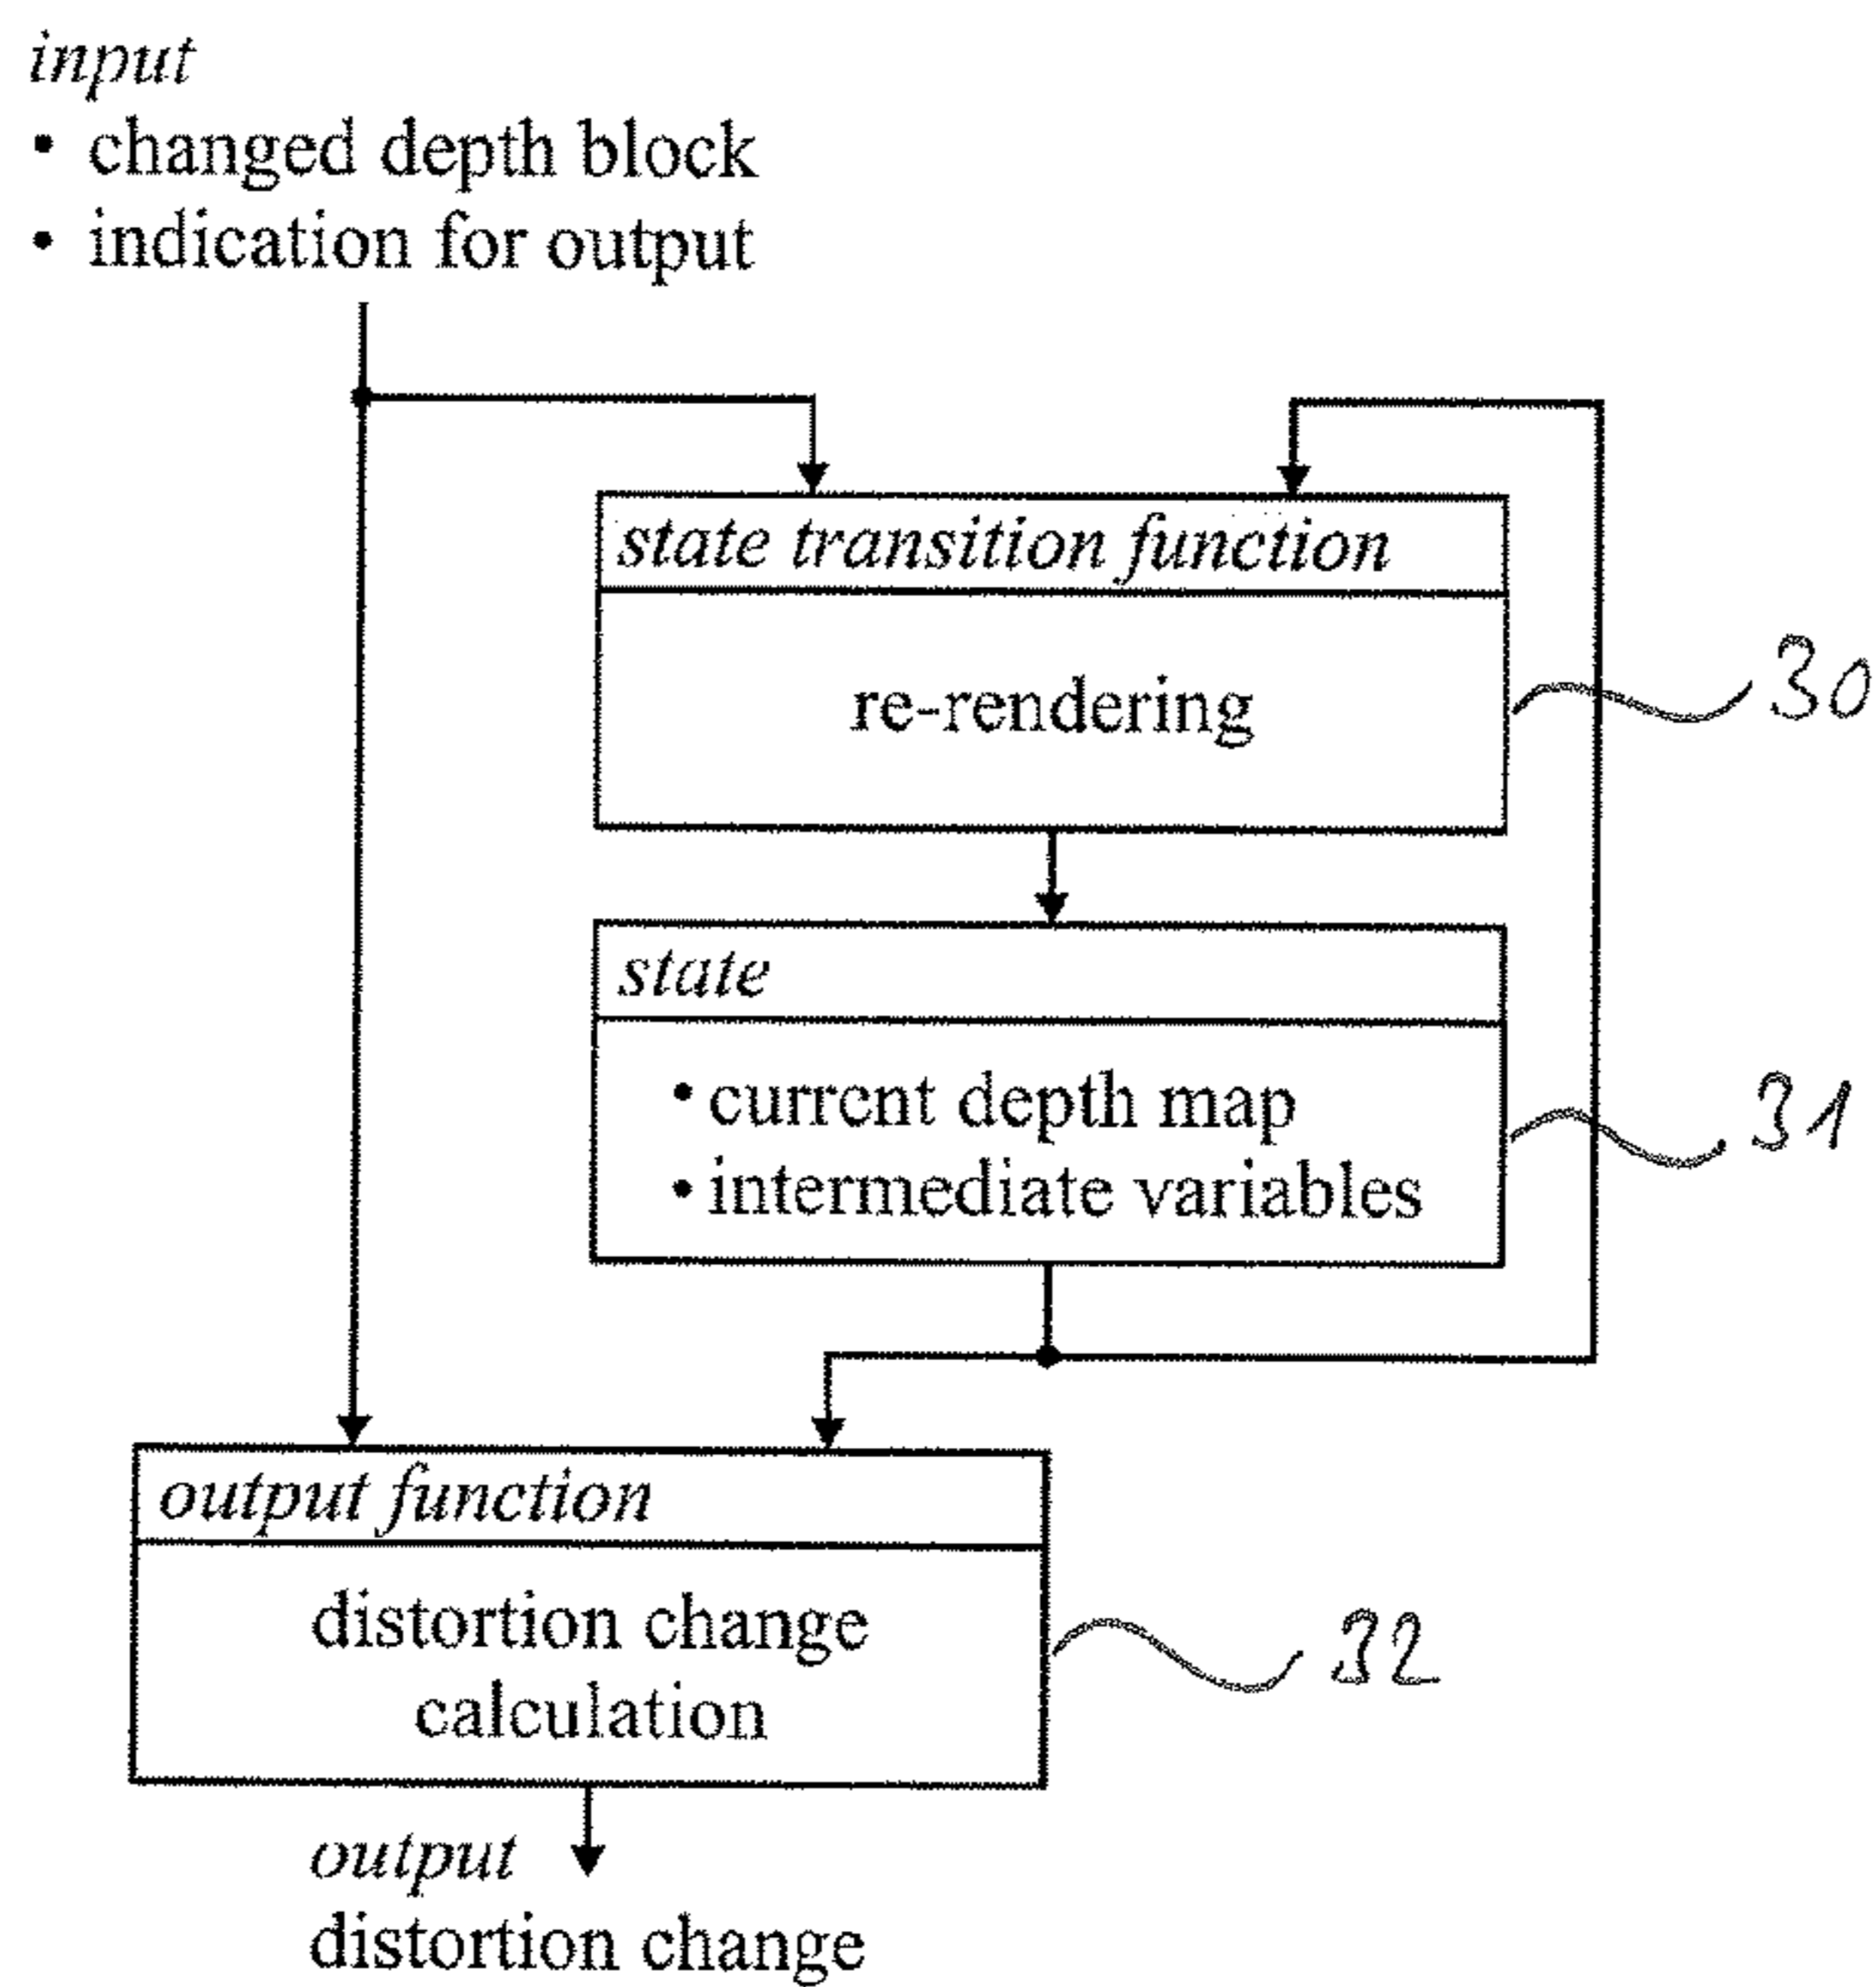 input
• changed depth block
• indication for output
state transition function
re-rendering
30
state
• current depth map
• intermediate variables
31
output function
distortion change
calculation
32
output
distortion change